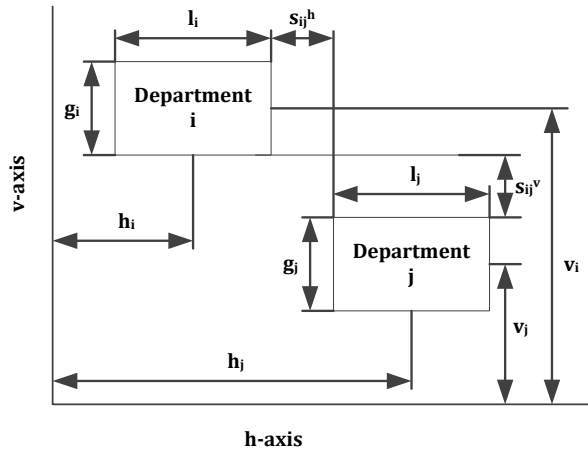 lᵢ
sᵢⱼʰ
gᵢ
Department
i
v-axis
lⱼ
sᵢⱼᵛ
hᵢ
gⱼ
Department
j
vᵢ
vⱼ
hⱼ
h-axis